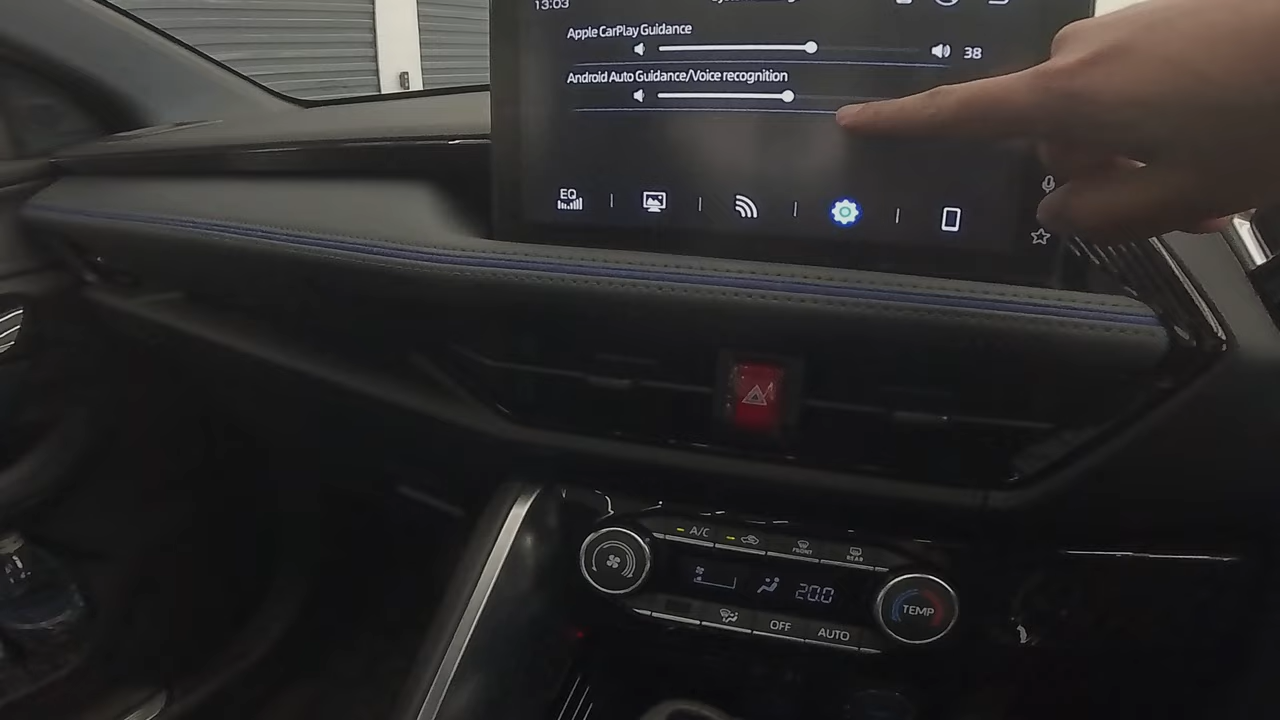 13:03
Apple CarPlay Guidance
38
Android Auto Guidance/Voice recognition
EQ
A/C
FRONT
REAR
20.0
TEMP
OFF
AUTO